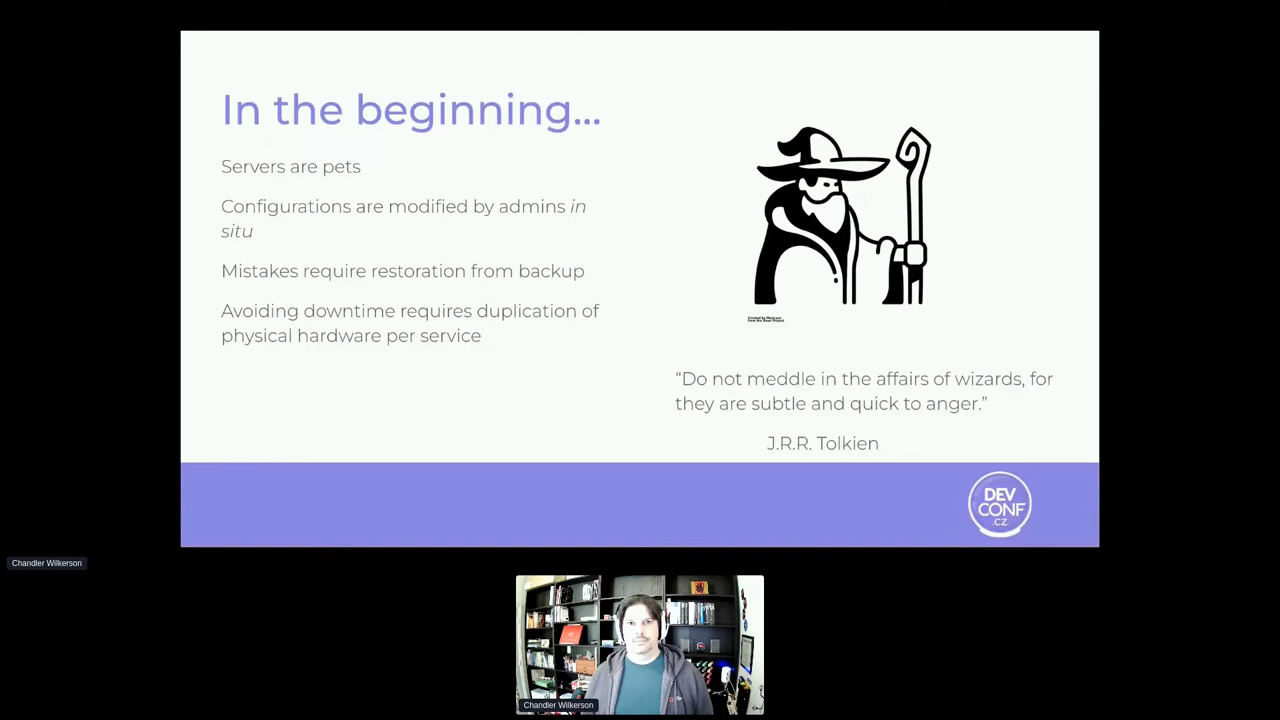 In the beginning...
Servers are pets
Configurations are modified by admins in
situ
Mistakes require restoration from backup
Avoiding downtime requires duplication of
physical hardware per service
“Do not meddle in the affairs of wizards, for
they are subtle and quick to anger.”
J.R.R. Tolkien
DEV
CONF
.CZ
Chandler Wilkerson
Chandler Wilkerson